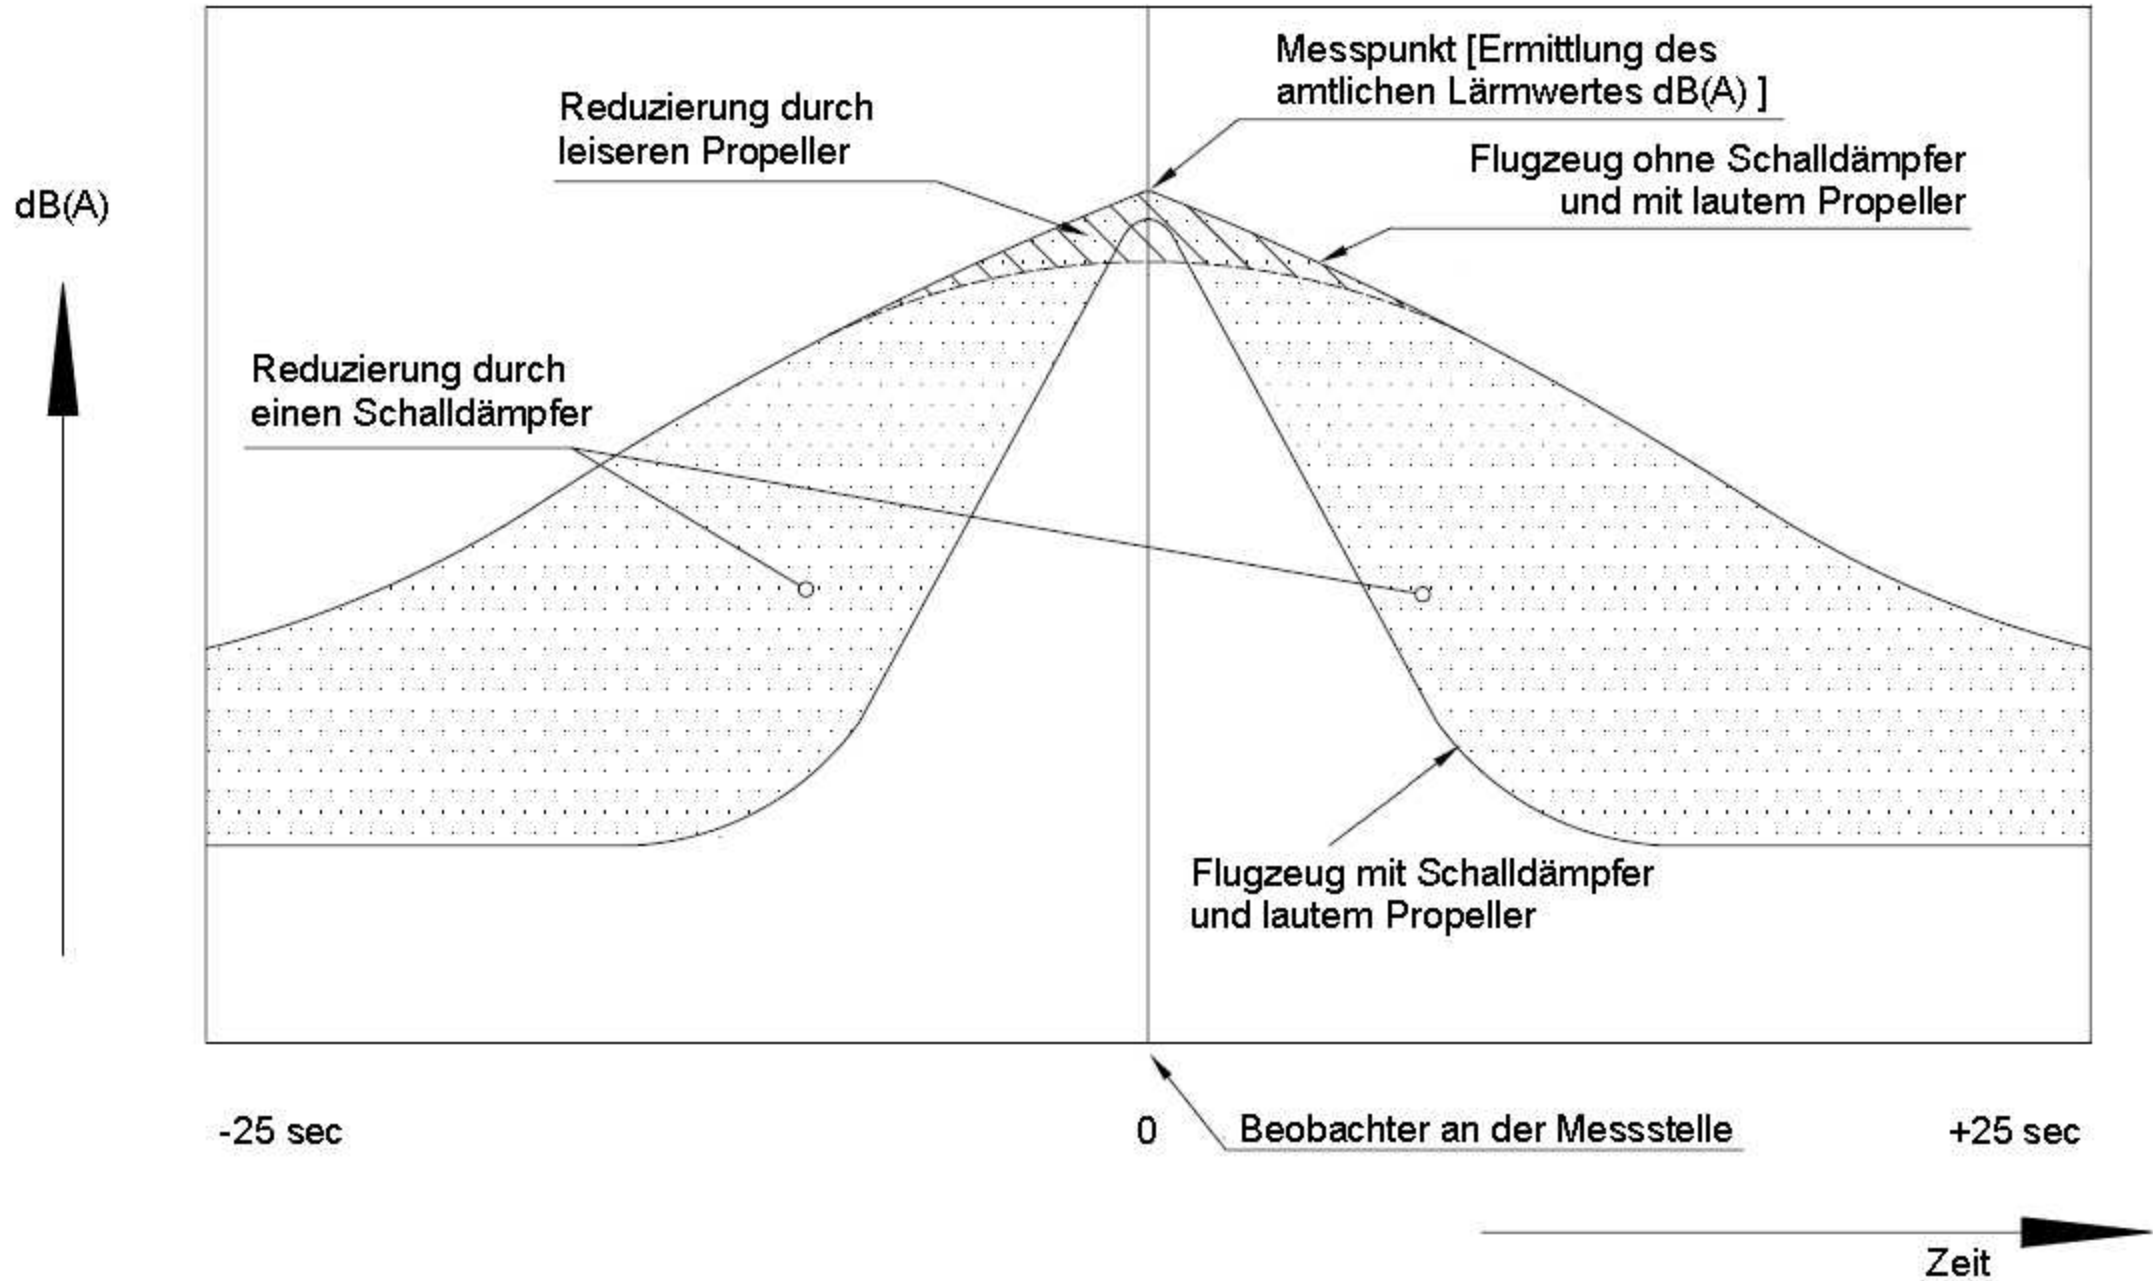 Messpunkt [Ermittlung des
amtlichen Lärmwertes dB(A) ]
Reduzierung durch
leiseren Propeller
Flugzeug ohne Schalldämpfer
und mit lautem Propeller
dB(A)
Reduzierung durch
einen Schalldämpfer
Flugzeug mit Schalldämpfer
und lautem Propeller
-25 sec
0
Beobachter an der Messstelle
+25 sec
Zeit